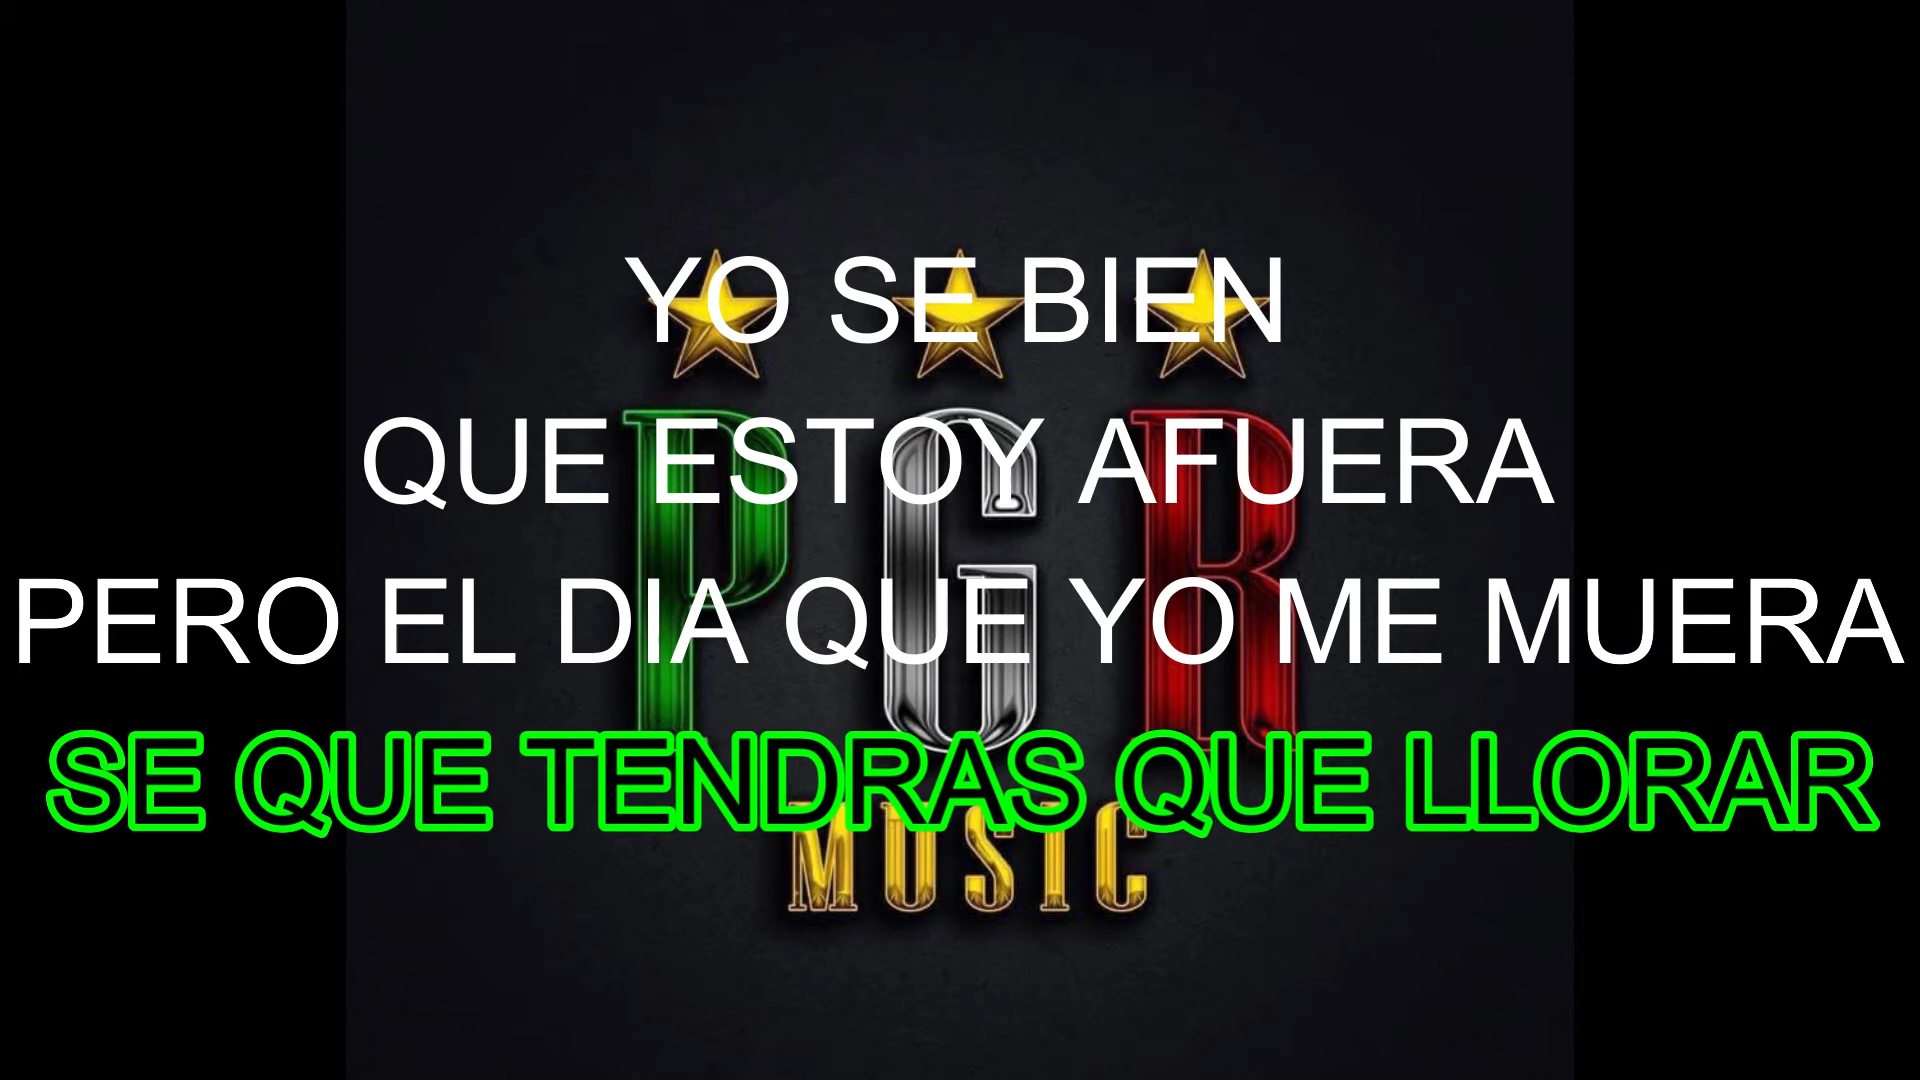 YO SE BIEN
QUE ESTOY AFUERA
PERO EL DIA QUE YO ME MUERA
SE QUE TENDRAS QUE LLORAR
PGR
MUSIC